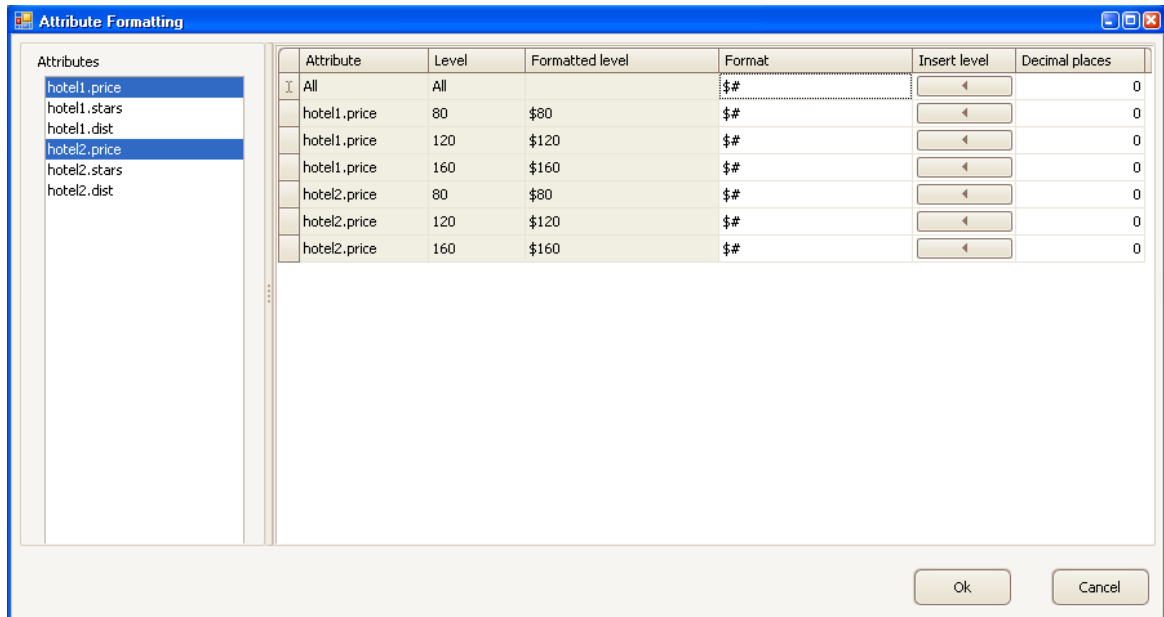 Attribute Formatting
Attributes
hotel1.price
hotel1.stars
hotel1.dist
hotel2.price
hotel2.stars
hotel2.dist
Attribute Level Formatted level Format Insert level Decimal places
All All $# 0
hotel1.price 80 $80 $# 0
hotel1.price 120 $120 $# 0
hotel1.price 160 $160 $# 0
hotel2.price 80 $80 $# 0
hotel2.price 120 $120 $# 0
hotel2.price 160 $160 $# 0
Ok Cancel